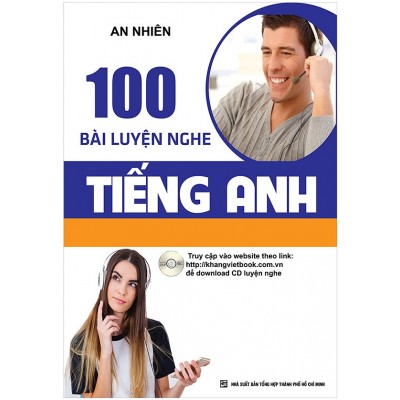 AN NHIÊN
100
BÀI LUYỆN NGHE
TIẾNG ANH
Truy cập vào website theo link:
http://khangvietbook.com.vn
để download CD luyện nghe
NHÀ XUẤT BẢN TỔNG HỢP THÀNH PHỐ HỒ CHÍ MINH